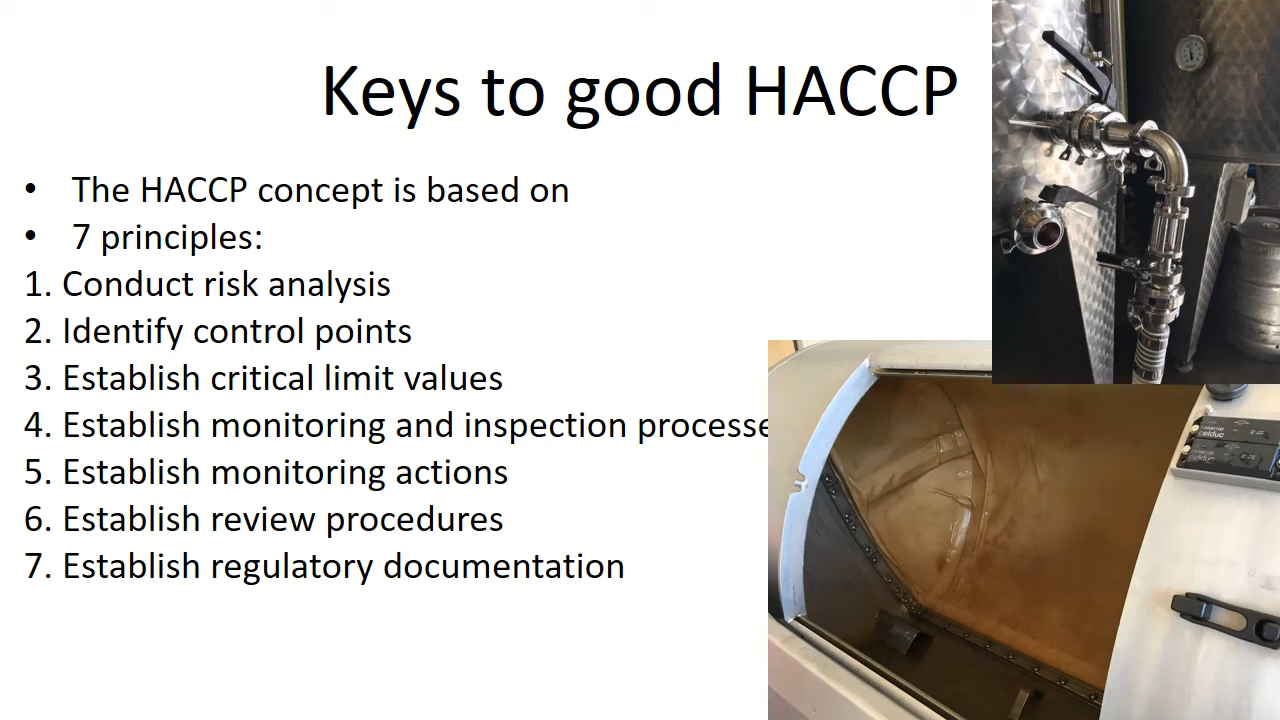 Keys to good HACCP
• The HACCP concept is based on
• 7 principles:
1. Conduct risk analysis
2. Identify control points
3. Establish critical limit values
4. Establish monitoring and inspection processe
5. Establish monitoring actions
6. Establish review procedures
7. Establish regulatory documentation
celduc
celduc